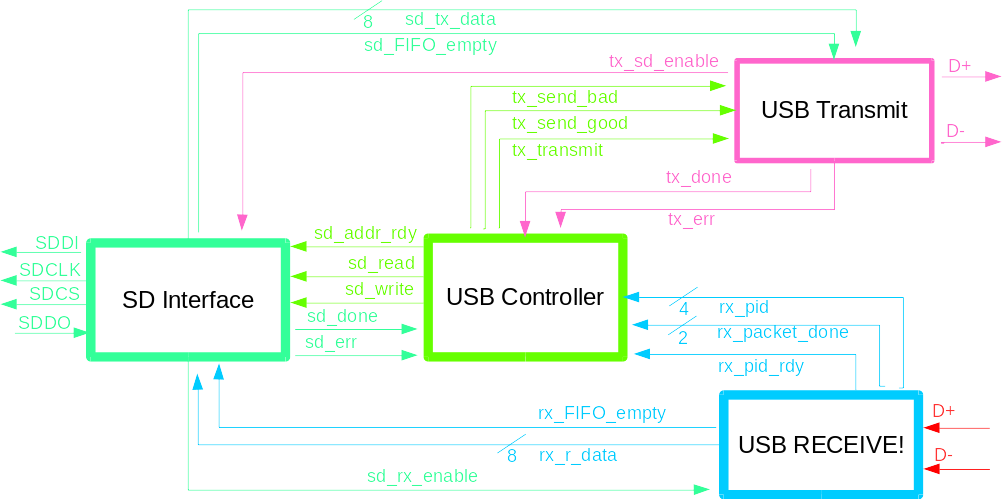 8 sd_tx_data
sd_FIFO_empty
tx_sd_enable
D+
tx_send_bad
USB Transmit
tx_send_good
D-
tx_transmit
tx_done
tx_err
SDDI
sd_addr_rdy
SDCLK
sd_read
SD Interface
USB Controller
SDCS
sd_write
4 rx_pid
SDDO
sd_done
2 rx_packet_done
sd_err
rx_pid_rdy
rx_FIFO_empty
D+
USB RECEIVE!
8 rx_r_data
D-
sd_rx_enable